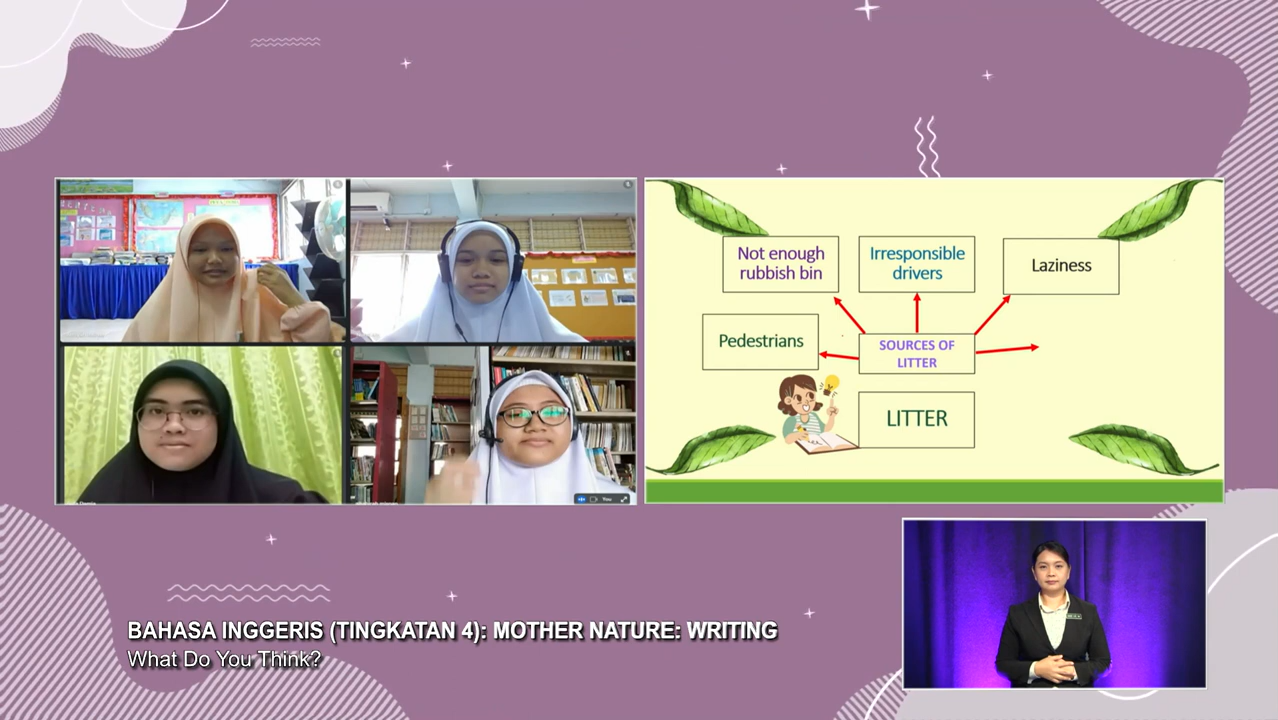 Not enough
rubbish bin
Irresponsible
drivers
Laziness
Pedestrians
SOURCES OF
LITTER
LITTER
You
BAHASA INGGERIS (TINGKATAN 4): MOTHER NATURE: WRITING
What Do You Think?